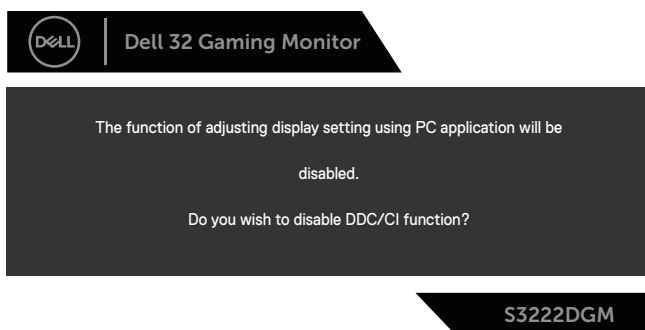 DELL
Dell 32 Gaming Monitor
The function of adjusting display setting using PC application will be
disabled.
Do you wish to disable DDC/CI function?
S3222DGM